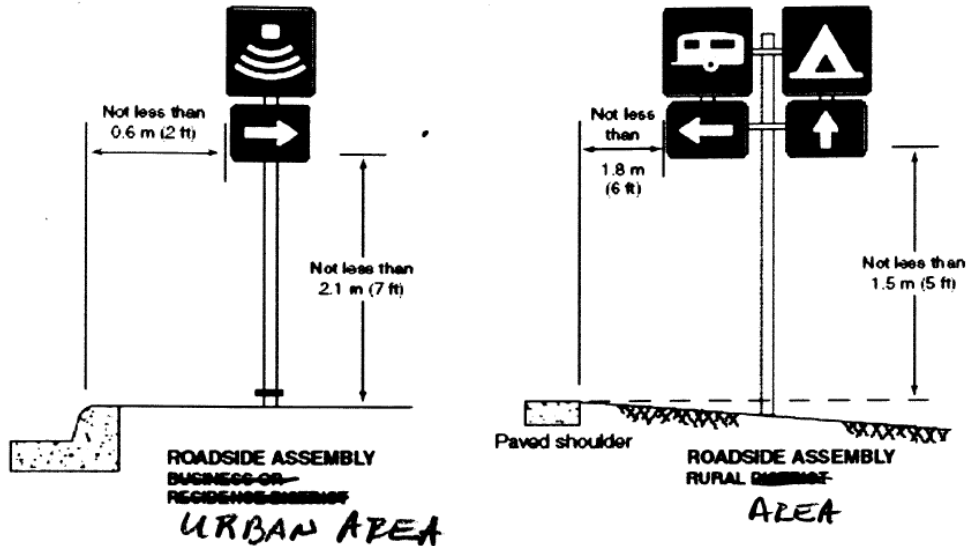 Not less than
0.6 m (2 ft)
Not less than
2.1 m (7 ft)
ROADSIDE ASSEMBLY
BUSINESS OR
RESIDENCE DISTRICT
URBAN AREA
Not less
than
1.8 m
(6 ft)
Not less than
1.5 m (5 ft)
Paved shoulder
ROADSIDE ASSEMBLY
RURAL DISTRICT
AREA